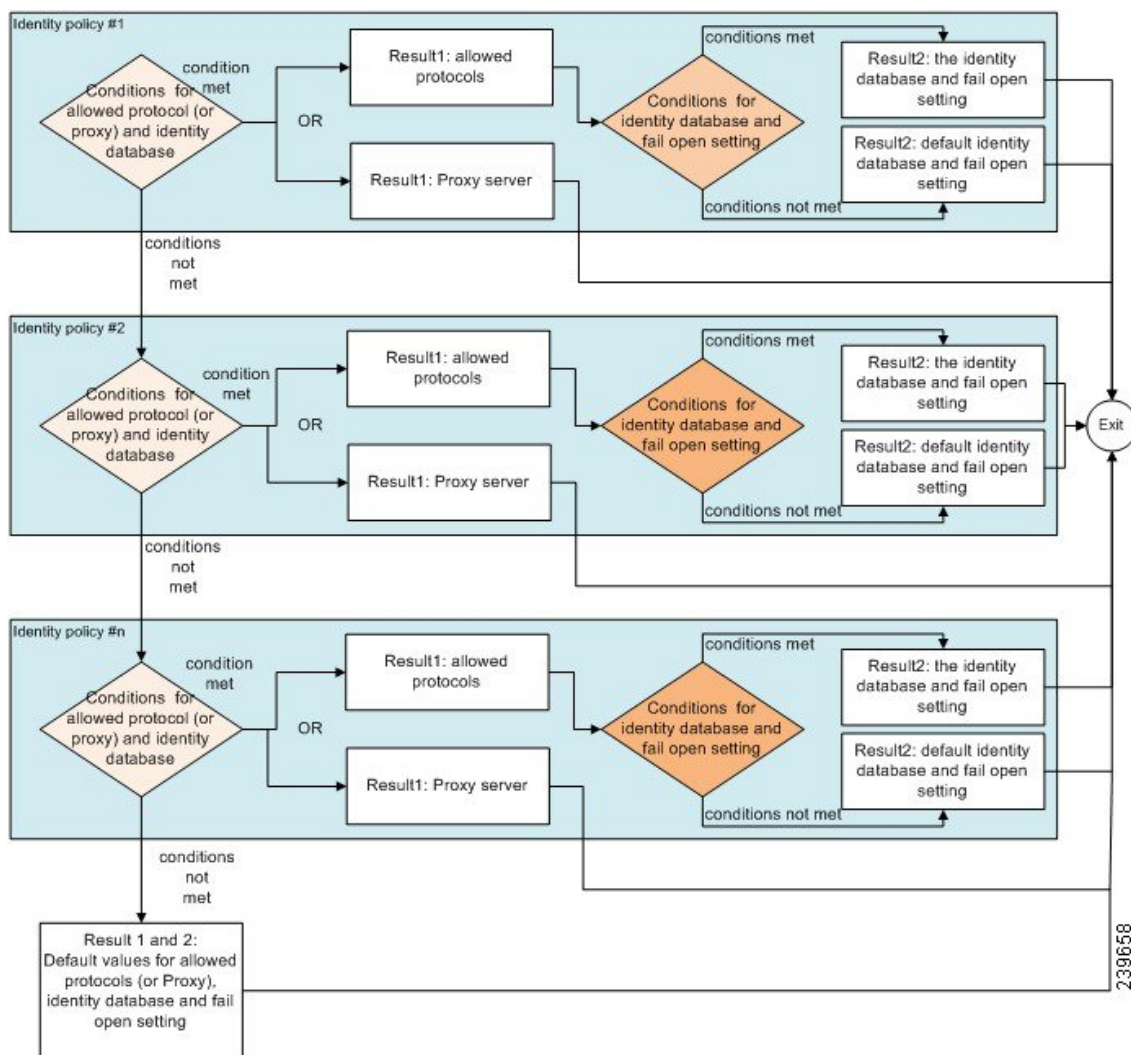 Identity policy #1
condition
met
Conditions for
allowed protocol (or
proxy) and identity
database
OR
Result1: allowed
protocols
Result1: Proxy server
Conditions for
identity database and
fail open setting
conditions met
conditions not met
Result2: the identity
database and fail open
setting
Result2: default identity
database and fail open
setting
conditions
not
met
Identity policy #2
condition
met
Conditions for
allowed protocol (or
proxy) and identity
database
OR
Result1: allowed
protocols
Result1: Proxy server
Conditions for
identity database and
fail open setting
conditions met
conditions not met
Result2: the identity
database and fail open
setting
Result2: default identity
database and fail open
setting
Exit
conditions
not
met
Identity policy #n
condition
met
Conditions for
allowed protocol (or
proxy) and identity
database
OR
Result1: allowed
protocols
Result1: Proxy server
Conditions for
identity database and
fail open setting
conditions met
conditions not met
Result2: the identity
database and fail open
setting
Result2: default identity
database and fail open
setting
conditions
not
met
Result 1 and 2:
Default values for allowed
protocols (or Proxy),
identity database and fail
open setting
239658